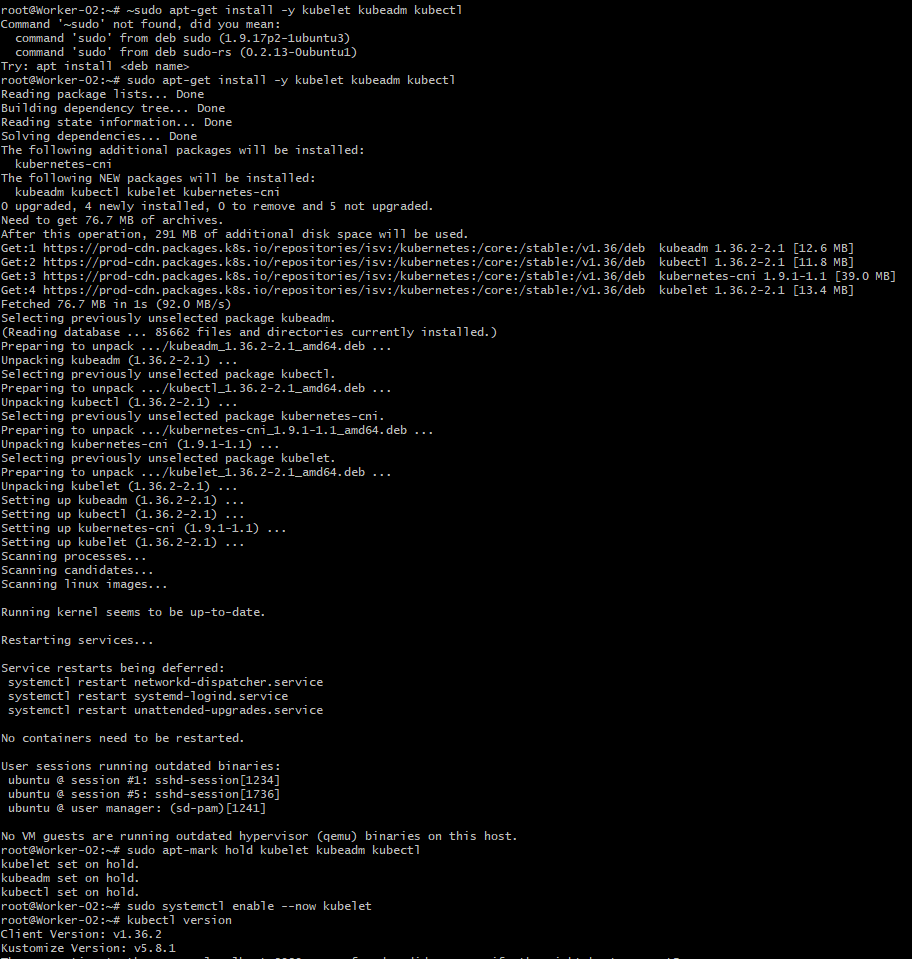 root@Worker-02:~# ~sudo apt-get install -y kubelet kubeadm kubectl
Command '~sudo' not found, did you mean:
  command 'sudo' from deb sudo (1.9.17p2-1ubuntu3)
  command 'sudo' from deb sudo-rs (0.2.13-0ubuntu1)
Try: apt install <deb name>
root@Worker-02:~# sudo apt-get install -y kubelet kubeadm kubectl
Reading package lists... Done
Building dependency tree... Done
Reading state information... Done
Solving dependencies... Done
The following additional packages will be installed:
  kubernetes-cni
The following NEW packages will be installed:
  kubeadm kubectl kubelet kubernetes-cni
0 upgraded, 4 newly installed, 0 to remove and 5 not upgraded.
Need to get 76.7 MB of archives.
After this operation, 291 MB of additional disk space will be used.
Get:1 https://prod-cdn.packages.k8s.io/repositories/isv:/kubernetes:/core:/stable:/v1.36/deb  kubeadm 1.36.2-2.1 [12.6 MB]
Get:2 https://prod-cdn.packages.k8s.io/repositories/isv:/kubernetes:/core:/stable:/v1.36/deb  kubectl 1.36.2-2.1 [11.8 MB]
Get:3 https://prod-cdn.packages.k8s.io/repositories/isv:/kubernetes:/core:/stable:/v1.36/deb  kubernetes-cni 1.9.1-1.1 [39.0 MB]
Get:4 https://prod-cdn.packages.k8s.io/repositories/isv:/kubernetes:/core:/stable:/v1.36/deb  kubelet 1.36.2-2.1 [13.4 MB]
Fetched 76.7 MB in 1s (92.0 MB/s)
Selecting previously unselected package kubeadm.
(Reading database ... 85662 files and directories currently installed.)
Preparing to unpack .../kubeadm_1.36.2-2.1_amd64.deb ...
Unpacking kubeadm (1.36.2-2.1) ...
Selecting previously unselected package kubectl.
Preparing to unpack .../kubectl_1.36.2-2.1_amd64.deb ...
Unpacking kubectl (1.36.2-2.1) ...
Selecting previously unselected package kubernetes-cni.
Preparing to unpack .../kubernetes-cni_1.9.1-1.1_amd64.deb ...
Unpacking kubernetes-cni (1.9.1-1.1) ...
Selecting previously unselected package kubelet.
Preparing to unpack .../kubelet_1.36.2-2.1_amd64.deb ...
Unpacking kubelet (1.36.2-2.1) ...
Setting up kubeadm (1.36.2-2.1) ...
Setting up kubectl (1.36.2-2.1) ...
Setting up kubernetes-cni (1.9.1-1.1) ...
Setting up kubelet (1.36.2-2.1) ...
Scanning processes...
Scanning candidates...
Scanning linux images...

Running kernel seems to be up-to-date.

Restarting services...

Service restarts being deferred:
 systemctl restart networkd-dispatcher.service
 systemctl restart systemd-logind.service
 systemctl restart unattended-upgrades.service

No containers need to be restarted.

User sessions running outdated binaries:
 ubuntu @ session #1: sshd-session[1234]
 ubuntu @ session #5: sshd-session[1736]
 ubuntu @ user manager: (sd-pam)[1241]

No VM guests are running outdated hypervisor (qemu) binaries on this host.
root@Worker-02:~# sudo apt-mark hold kubelet kubeadm kubectl
kubelet set on hold.
kubeadm set on hold.
kubectl set on hold.
root@Worker-02:~# sudo systemctl enable --now kubelet
root@Worker-02:~# kubectl version
Client Version: v1.36.2
Kustomize Version: v5.8.1